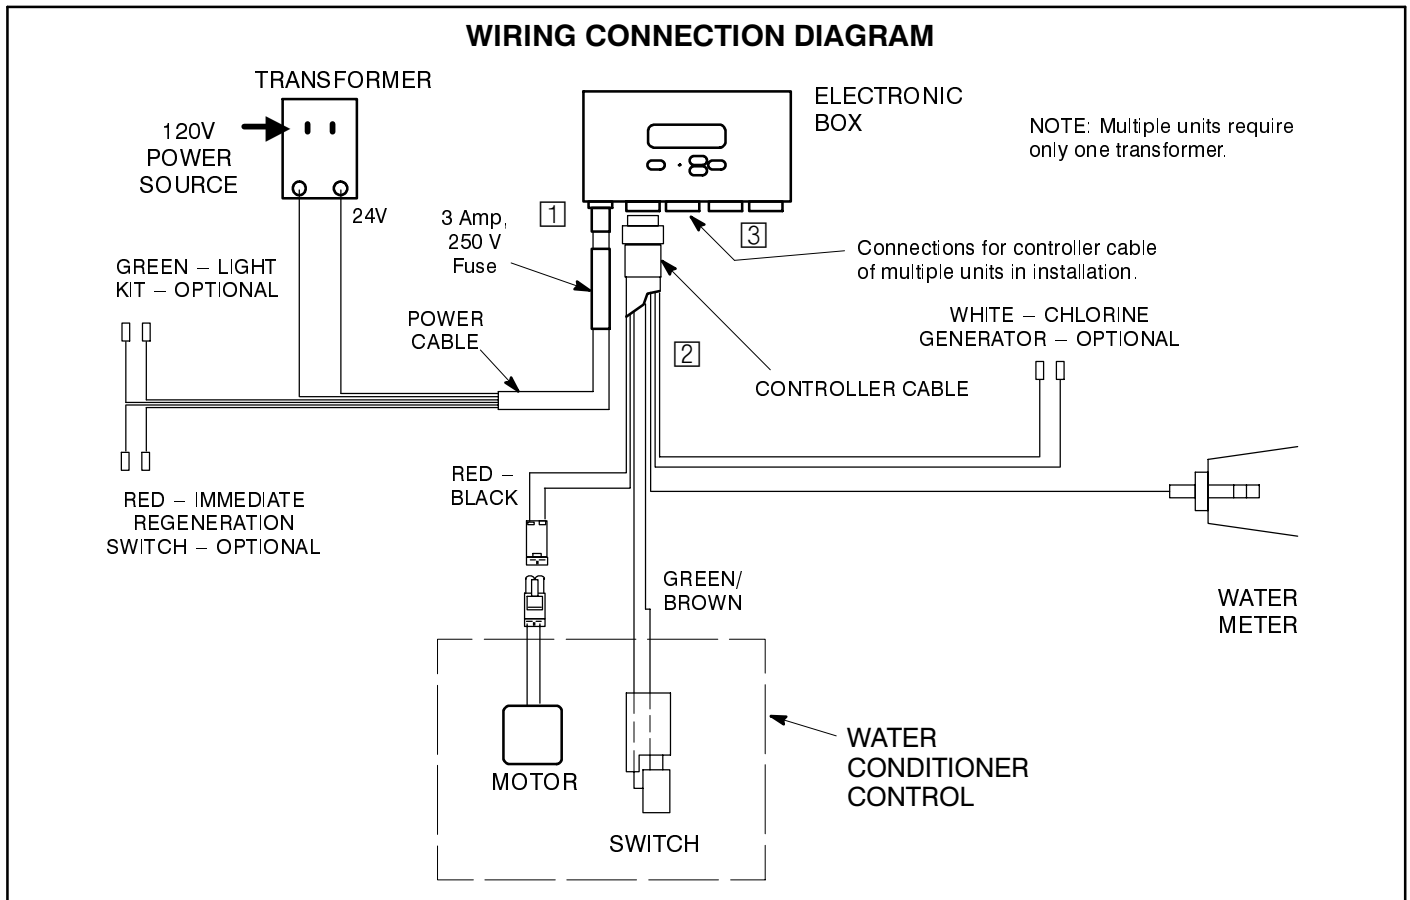 WIRING CONNECTION DIAGRAM
TRANSFORMER
120V
POWER
SOURCE
24V
ELECTRONIC
BOX
NOTE: Multiple units require
only one transformer.
1
3 Amp,
250 V
Fuse
3
Connections for controller cable
of multiple units in installation.
GREEN – LIGHT
KIT – OPTIONAL
POWER
CABLE
2
WHITE – CHLORINE
GENERATOR – OPTIONAL
CONTROLLER CABLE
RED –
BLACK
RED – IMMEDIATE
REGENERATION
SWITCH – OPTIONAL
GREEN/
BROWN
WATER
METER
MOTOR
SWITCH
WATER
CONDITIONER
CONTROL